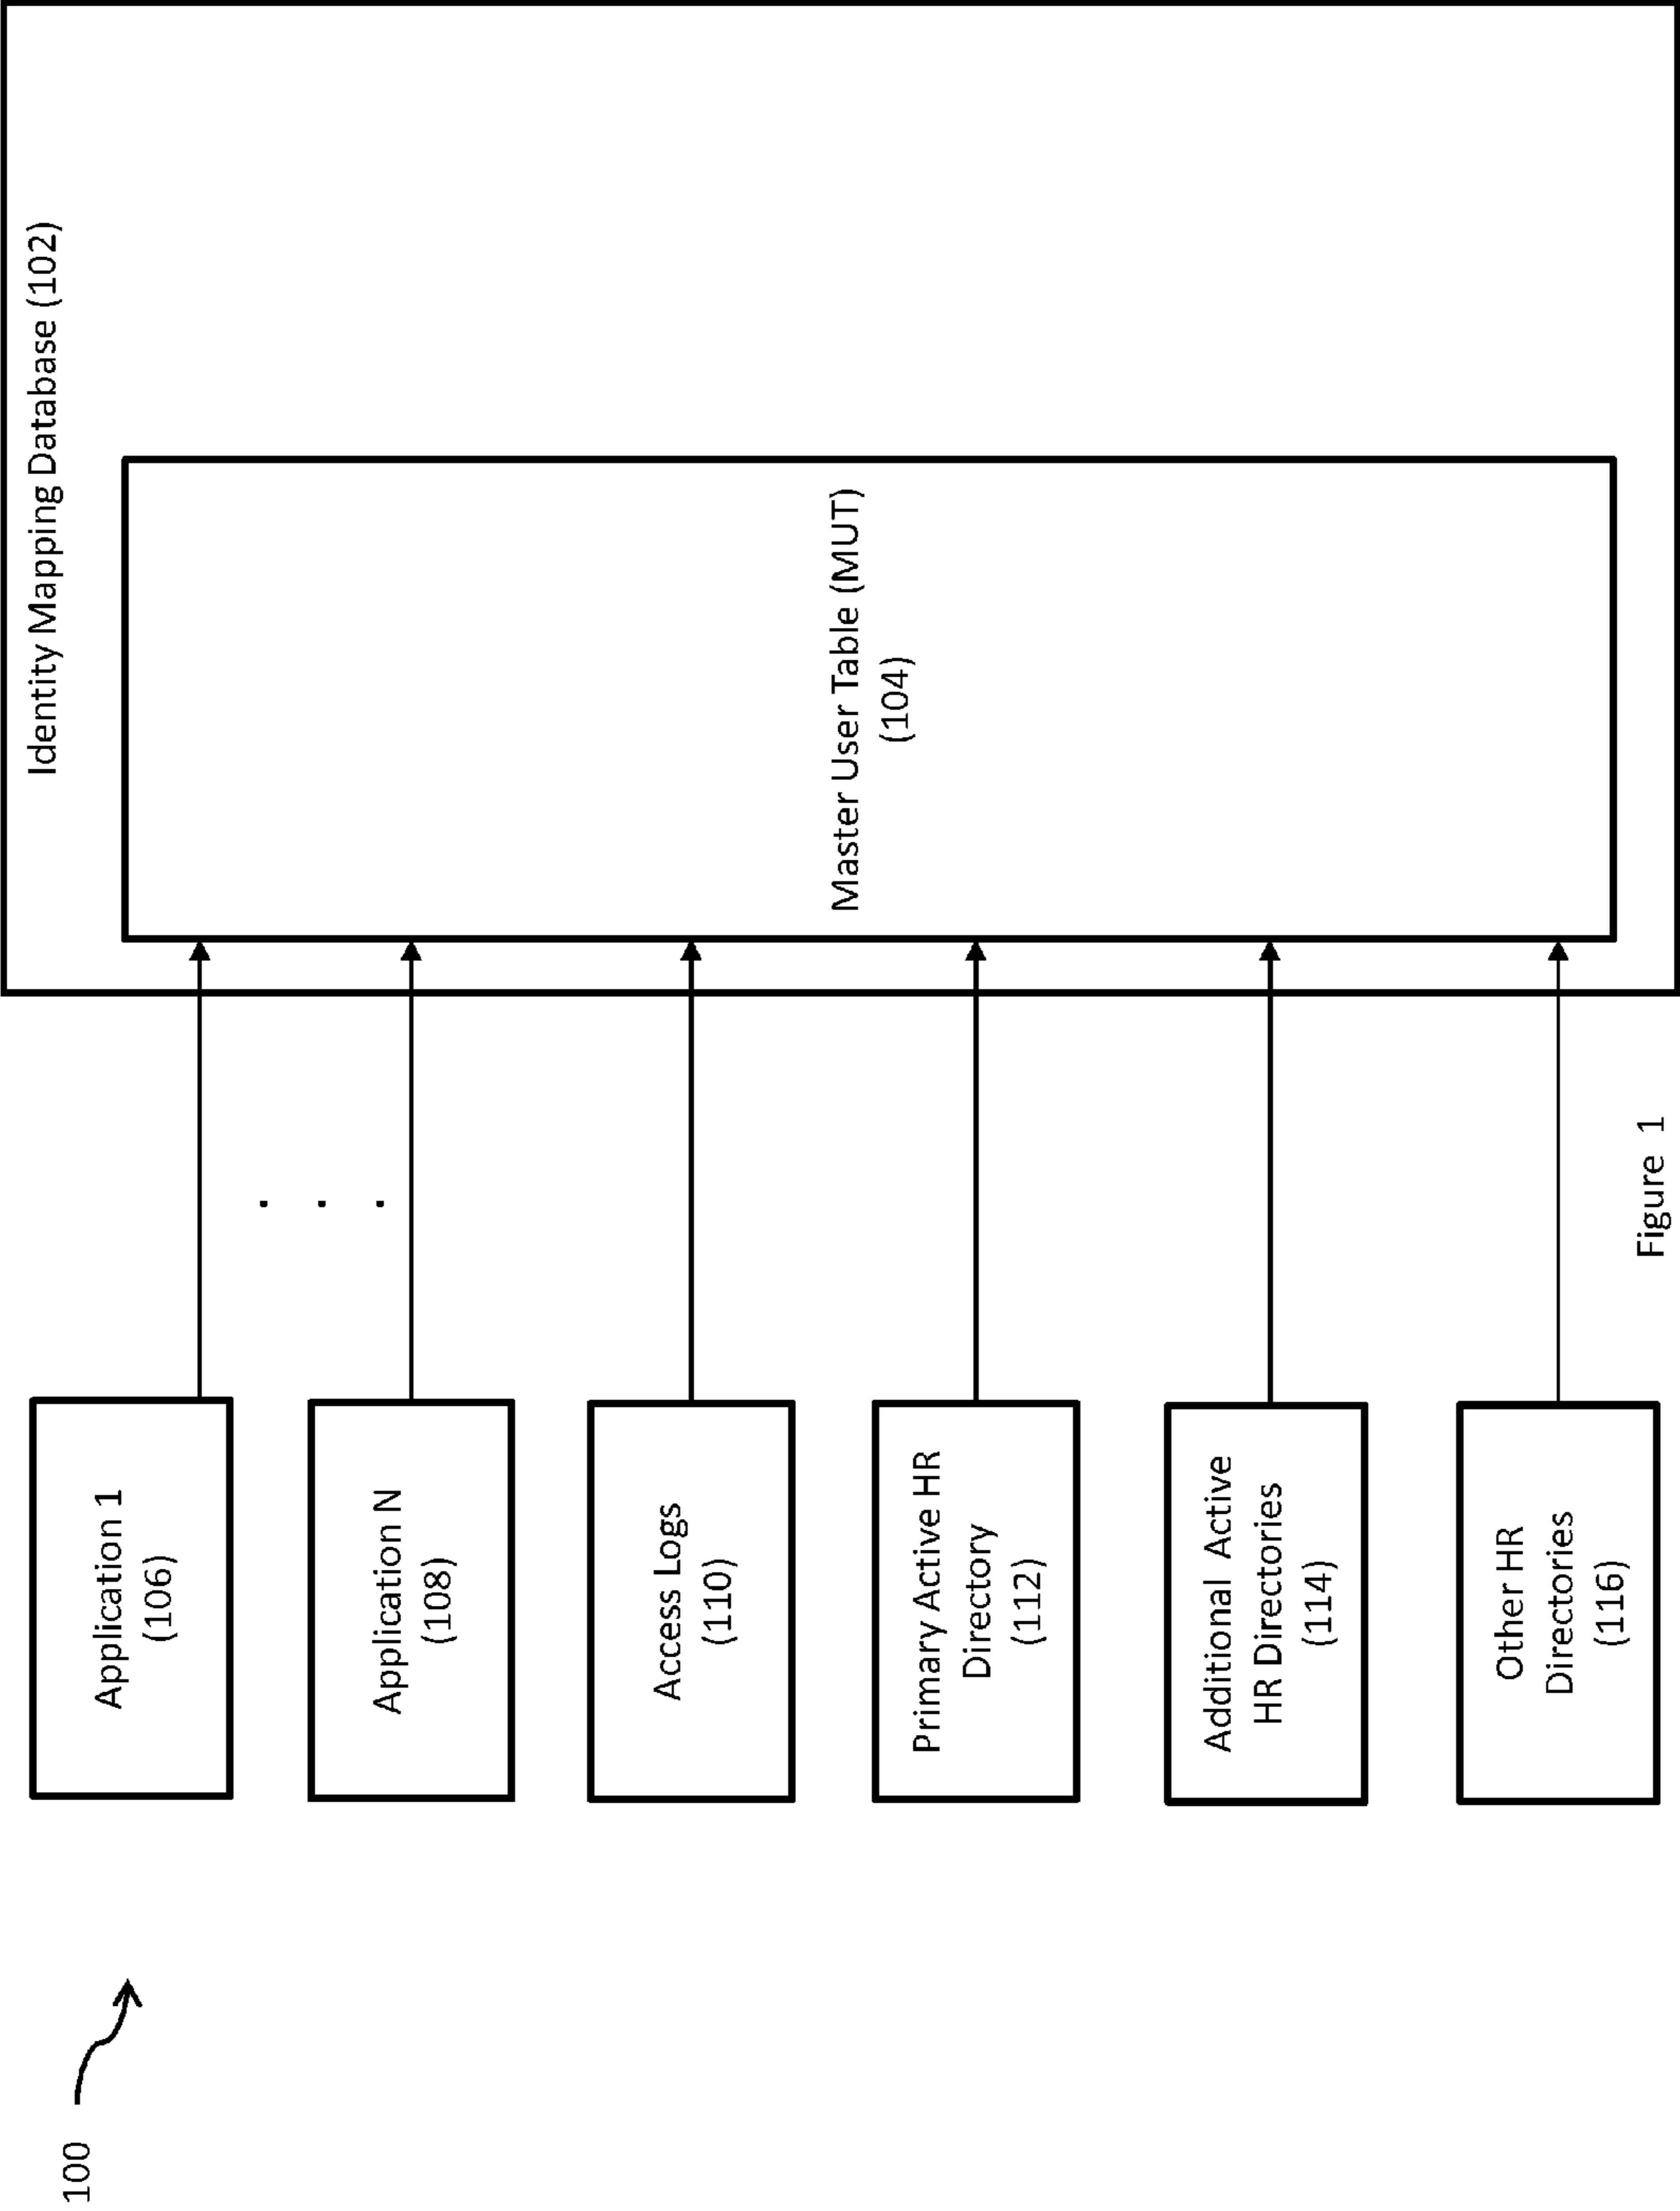 100
Identity Mapping Database (102)
Application 1
(106)
. . .
Application N
(108)
Access Logs
(110)
Master User Table (MUT)
(104)
Primary Active HR
Directory
(112)
Additional Active
HR Directories
(114)
Other HR
Directories
(116)
Figure 1